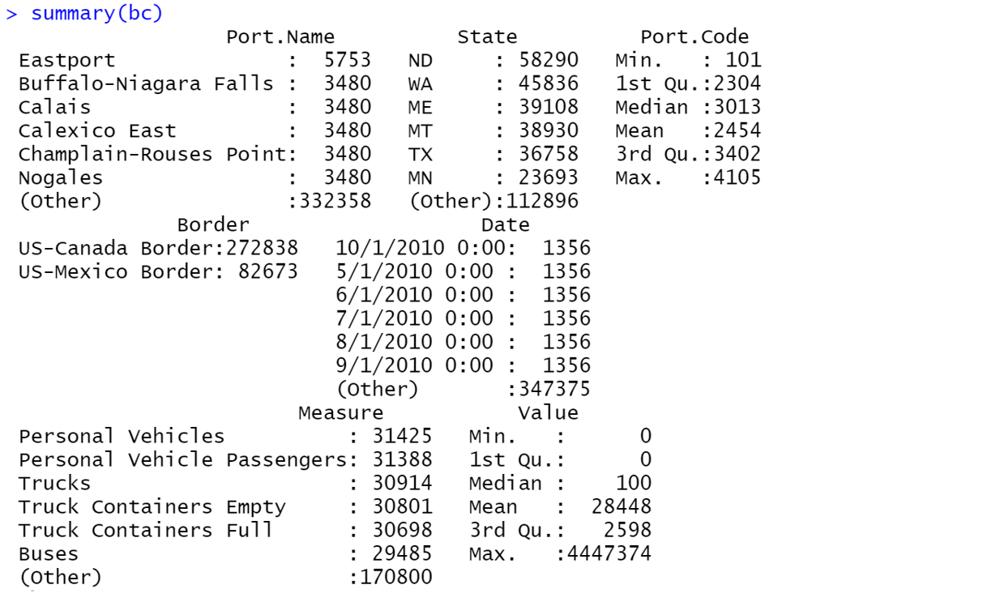 > summary(bc)
                 Port.Name          State          Port.Code
Eastport              :  5753   ND     : 58290   Min.   : 101
Buffalo-Niagara Falls :  3480   WA     : 45836   1st Qu.:2304
Calais                :  3480   ME     : 39108   Median :3013
Calexico East         :  3480   MT     : 38930   Mean   :2454
Champlain-Rouses Point:  3480   TX     : 36758   3rd Qu.:3402
Nogales               :  3480   MN     : 23693   Max.   :4105
(Other)               :332358   (Other):112896
             Border                     Date
US-Canada Border:272838   10/1/2010 0:00:  1356
US-Mexico Border: 82673   5/1/2010 0:00 :  1356
                          6/1/2010 0:00 :  1356
                          7/1/2010 0:00 :  1356
                          8/1/2010 0:00 :  1356
                          9/1/2010 0:00 :  1356
                          (Other)       :347375
                       Measure           Value
Personal Vehicles          : 31425   Min.   :      0
Personal Vehicle Passengers: 31388   1st Qu.:      0
Trucks                     : 30914   Median :    100
Truck Containers Empty     : 30801   Mean   :  28448
Truck Containers Full      : 30698   3rd Qu.:   2598
Buses                      : 29485   Max.   :4447374
(Other)                    :170800